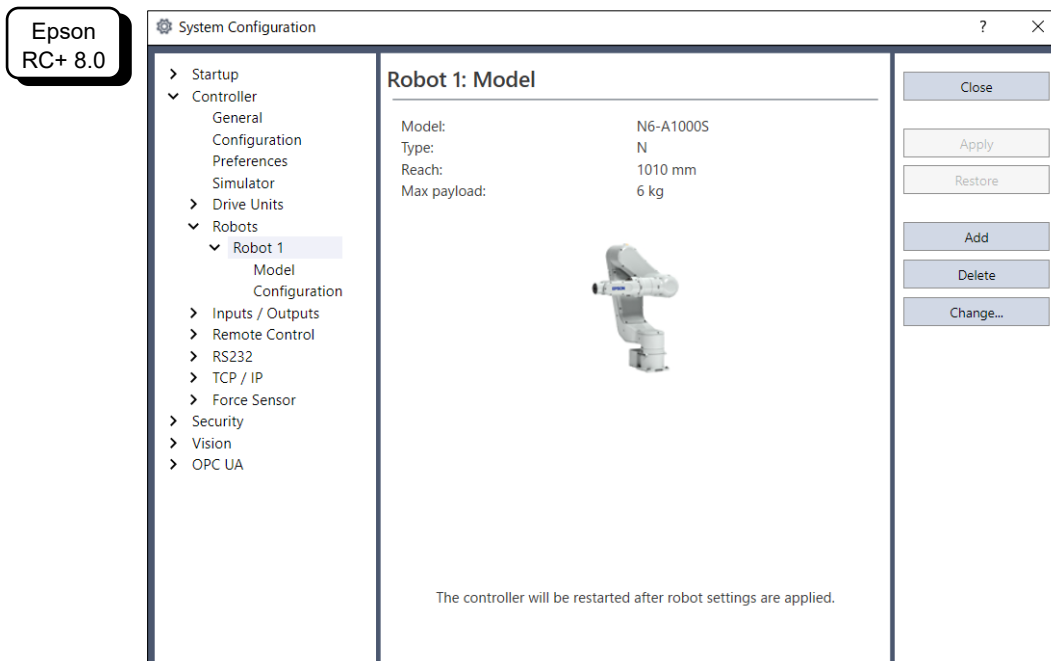 Epson
RC+ 8.0
System Configuration
?
Startup
Controller
General
Configuration
Preferences
Simulator
Drive Units
Robots
Robot 1
Model
Configuration
Inputs / Outputs
Remote Control
RS232
TCP / IP
Force Sensor
Security
Vision
OPC UA
Robot 1: Model
Model: N6-A1000S
Type: N
Reach: 1010 mm
Max payload: 6 kg
EPSON
The controller will be restarted after robot settings are applied.
Close
Apply
Restore
Add
Delete
Change...